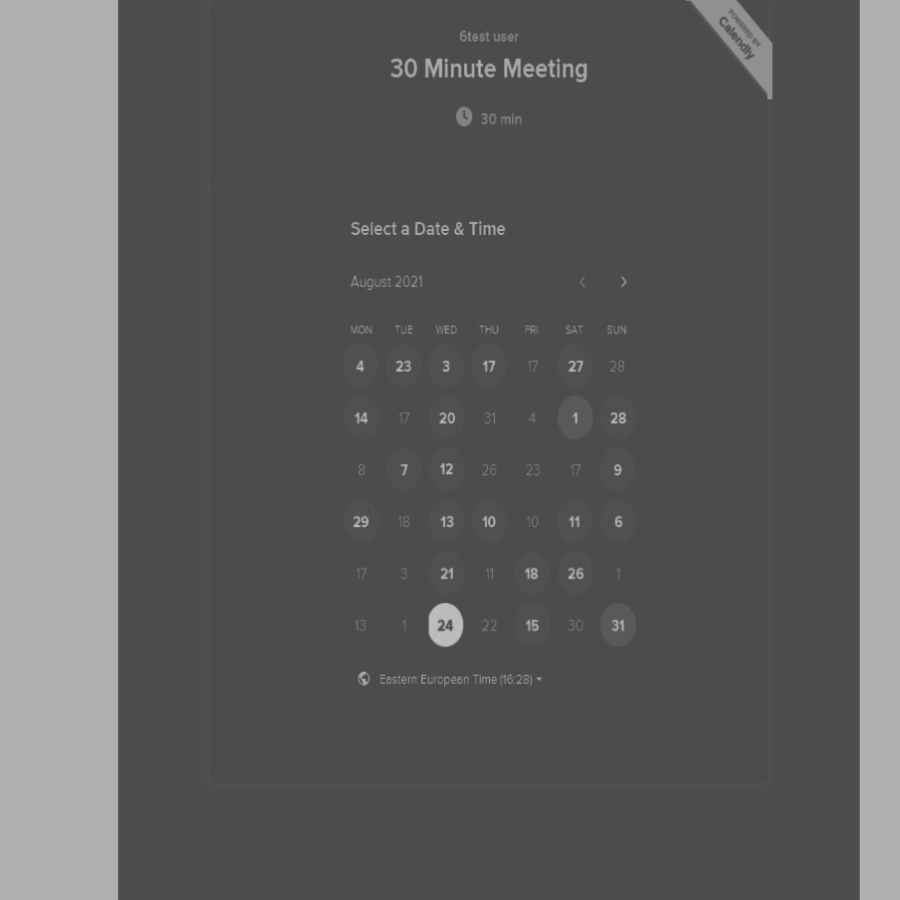 POWERED BY
Calendly
6test user
30 Minute Meeting
30 min
Select a Date & Time
August 2021
MON TUE WED THU FRI SAT SUN
4 23 3 17 17 27 28
14 17 20 31 4 1 28
8 7 12 26 23 17 9
29 18 13 10 10 11 6
17 3 21 11 18 26 1
13 1 24 22 15 30 31
Eastern European Time (16:28)